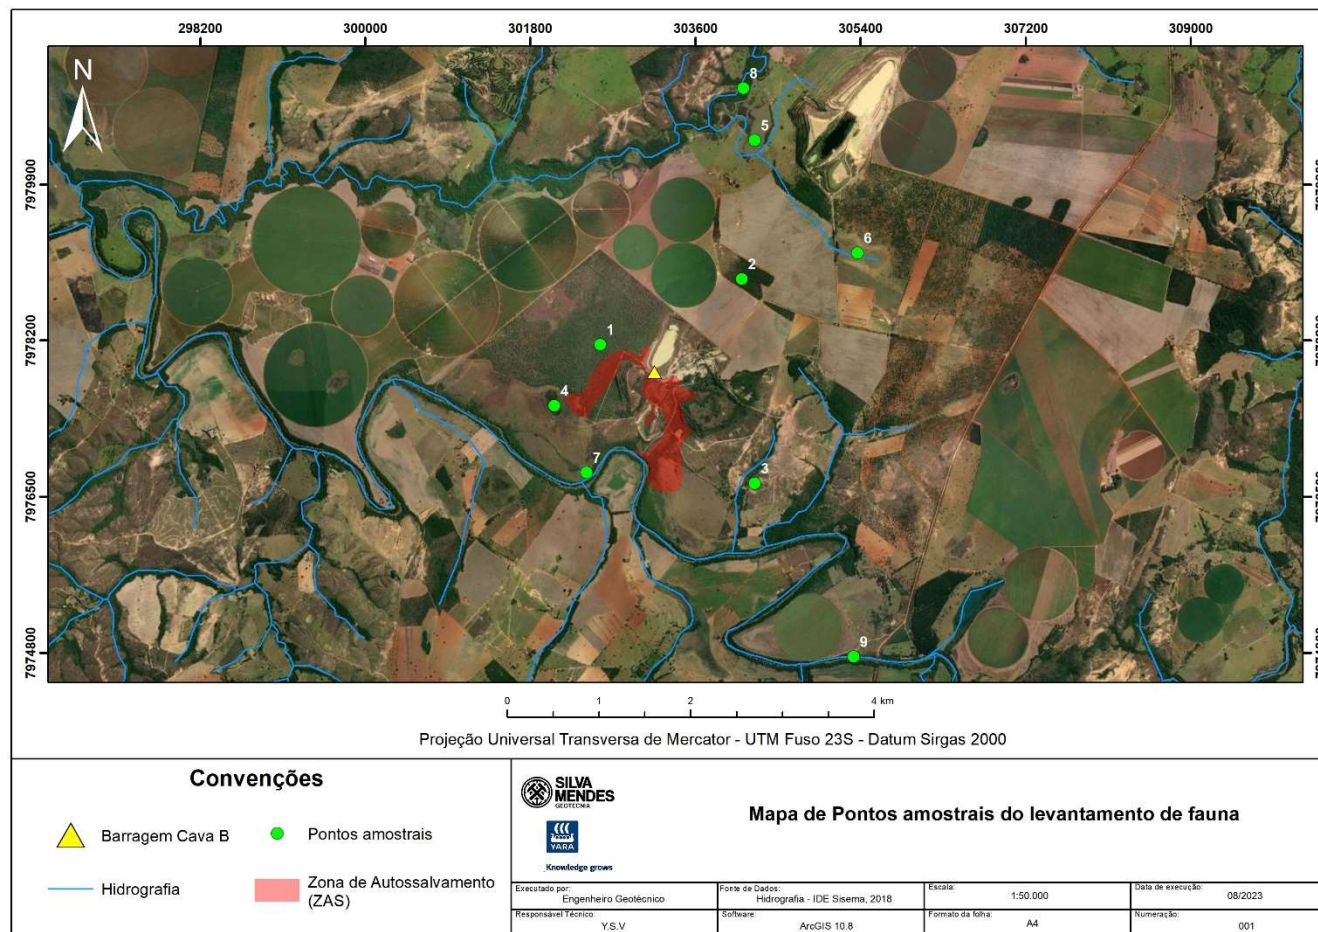 298200 300000 301800 303600 305400 307200 309000
N
8
5
7979900
7979900
6
2
1
7978200
7978200
4
7
3
7976500
7976500
9
7974800
7974800
0 1 2 4 km
Projeção Universal Transversa de Mercator - UTM Fuso 23S - Datum Sirgas 2000
Convenções
Barragem Cava B
Pontos amostrais
Hidrografia
Zona de Autossalvamento
(ZAS)
SILVA
MENDES
GEOTECNIA
YARA
Knowledge grows
Mapa de Pontos amostrais do levantamento de fauna
Executado por:
Engenheiro Geotécnico
Fonte de Dados:
Hidrografia - IDE Sisema, 2018
Escala:
1:50.000
Data de execução:
08/2023
Responsável Técnico:
Y.S.V
Software:
ArcGIS 10.8
Formato da folha:
A4
Numeração:
001